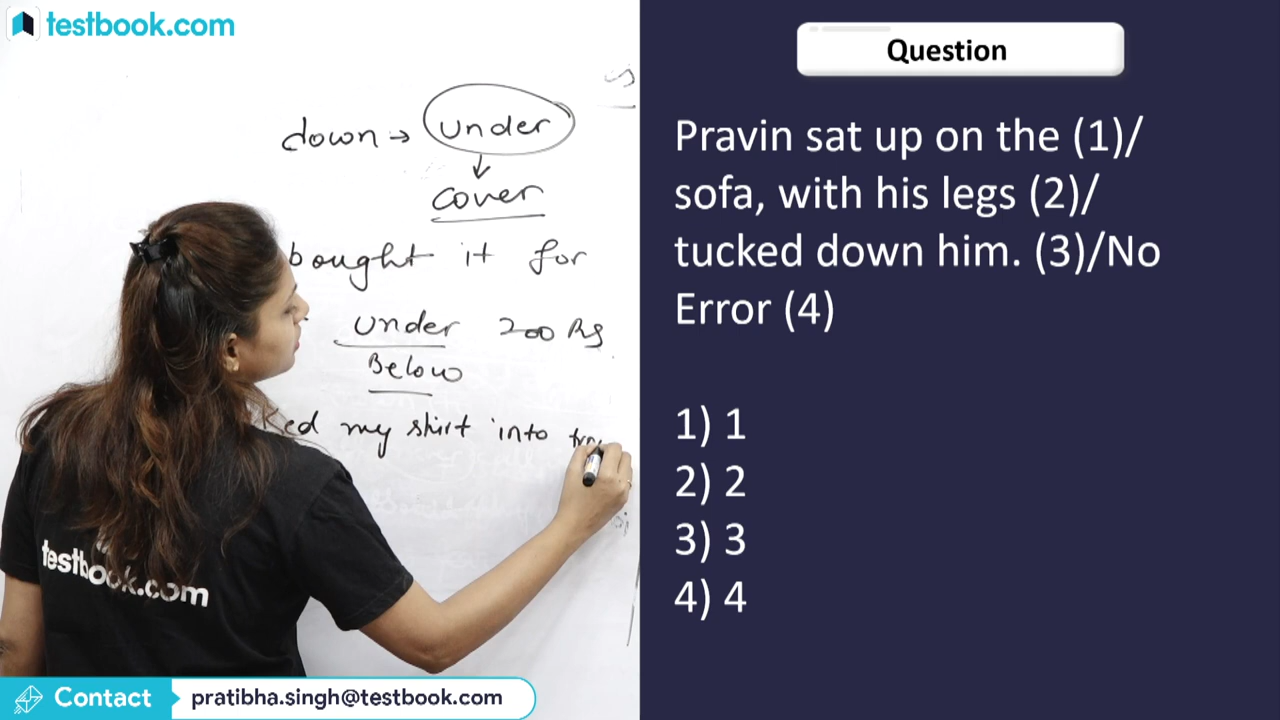 testbook.com
down → under
cover
bought it for
under 200 Rs
Below
ked my shirt into
testbook.com
Contact
pratibha.singh@testbook.com
Question
Pravin sat up on the (1)/
sofa, with his legs (2)/
tucked down him. (3)/No
Error (4)
1) 1
2) 2
3) 3
4) 4